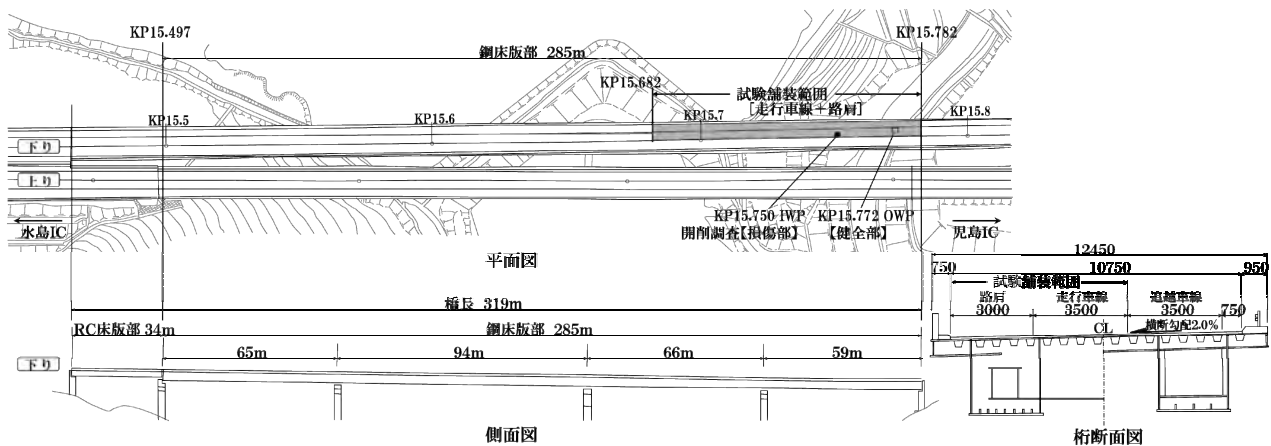 KP15.497
KP15.782
鋼床版部 285m
KP15.682
試験舗装範囲
[走行車線+路肩]
KP15.5
KP15.6
KP15.7
KP15.8
下り
上り
KP15.750 IWP
開削調査【損傷部】
KP15.772 OWP
【健全部】
水島IC
児島IC
平面図
橋長 319m
RC床版部 34m
鋼床版部 285m
下り
65m
94m
66m
59m
側面図
12450
750
10750
950
試験舗装範囲
路肩
走行車線
追越車線
3000
3500
3500
750
CL
横断勾配2.0%
桁断面図